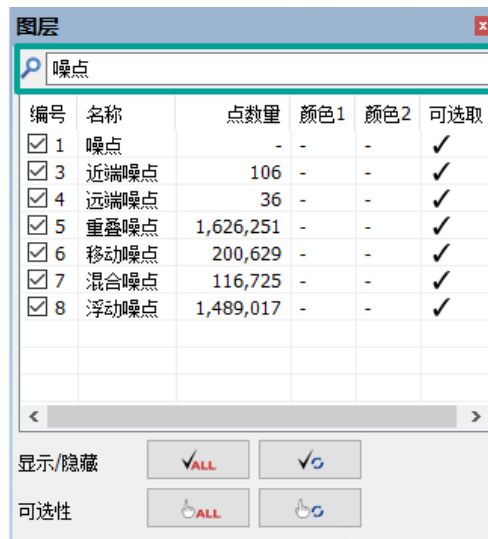 图层
噪点
编号 名称 点数量 颜色1 颜色2 可选取
1 噪点 - - -
3 近端噪点 106 - -
4 远端噪点 36 - -
5 重叠噪点 1,626,251 - -
6 移动噪点 200,629 - -
7 混合噪点 116,725 - -
8 浮动噪点 1,489,017 - -
显示/隐藏 ALL
可选性 ALL